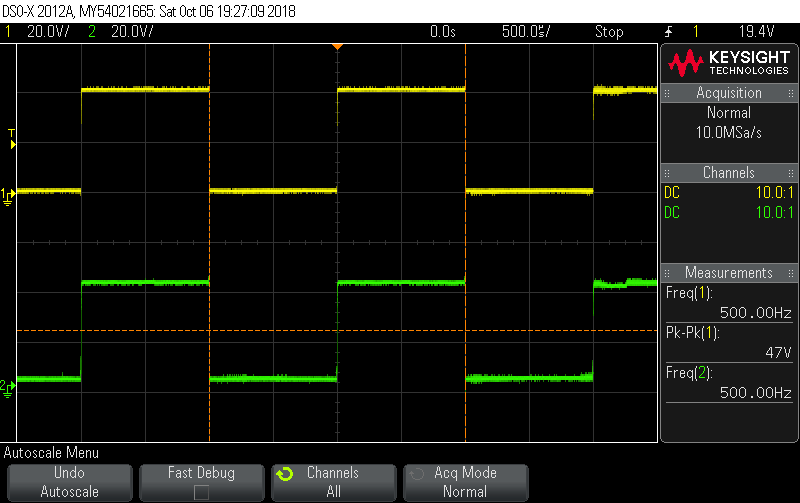 DSO-X 2012A, MY54021665: Sat Oct 06 19:27:09 2018
1 20.0V/ 2 20.0V/ 0.0s 500.0㎲/ Stop 1 19.4V
KEYSIGHT
TECHNOLOGIES
Acquisition
Normal
10.0MSa/s
Channels
DC 10.0:1
DC 10.0:1
Measurements
Freq(1):
500.00Hz
Pk-Pk(1):
47V
Freq(2):
500.00Hz
T
1
2
Autoscale Menu
Undo
Autoscale
Fast Debug
Channels
All
Acq Mode
Normal